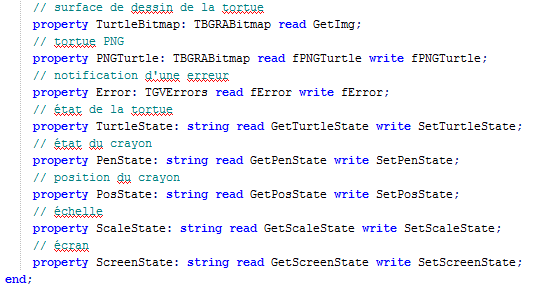 // surface de dessin de la tortue
property TurtleBitmap: TBGRABitmap read GetImg;
// tortue PNG
property PNGTurtle: TBGRABitmap read fPNGTurtle write fPNGTurtle;
// notification d'une erreur
property Error: TGVErrors read fError write fError;
// état de la tortue
property TurtleState: string read GetTurtleState write SetTurtleState;
// état du crayon
property PenState: string read GetPenState write SetPenState;
// position du crayon
property PosState: string read GetPosState write SetPosState;
// échelle
property ScaleState: string read GetScaleState write SetScaleState;
// écran
property ScreenState: string read GetScreenState write SetScreenState;
end;